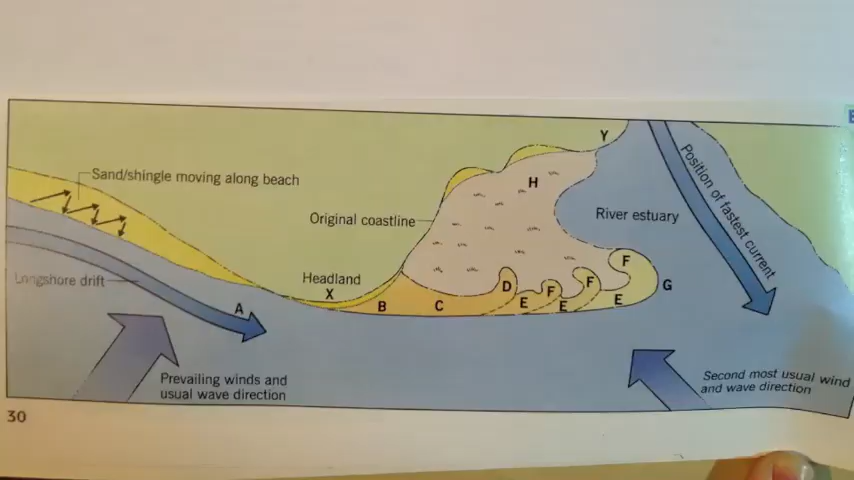 Sand/shingle moving along beach
Longshore drift
A
Original coastline
Headland
X
B
C
D
E
F
E
F
E
F
G
H
Y
River estuary
Position of fastest current
Prevailing winds and
usual wave direction
Second most usual wind
and wave direction
30